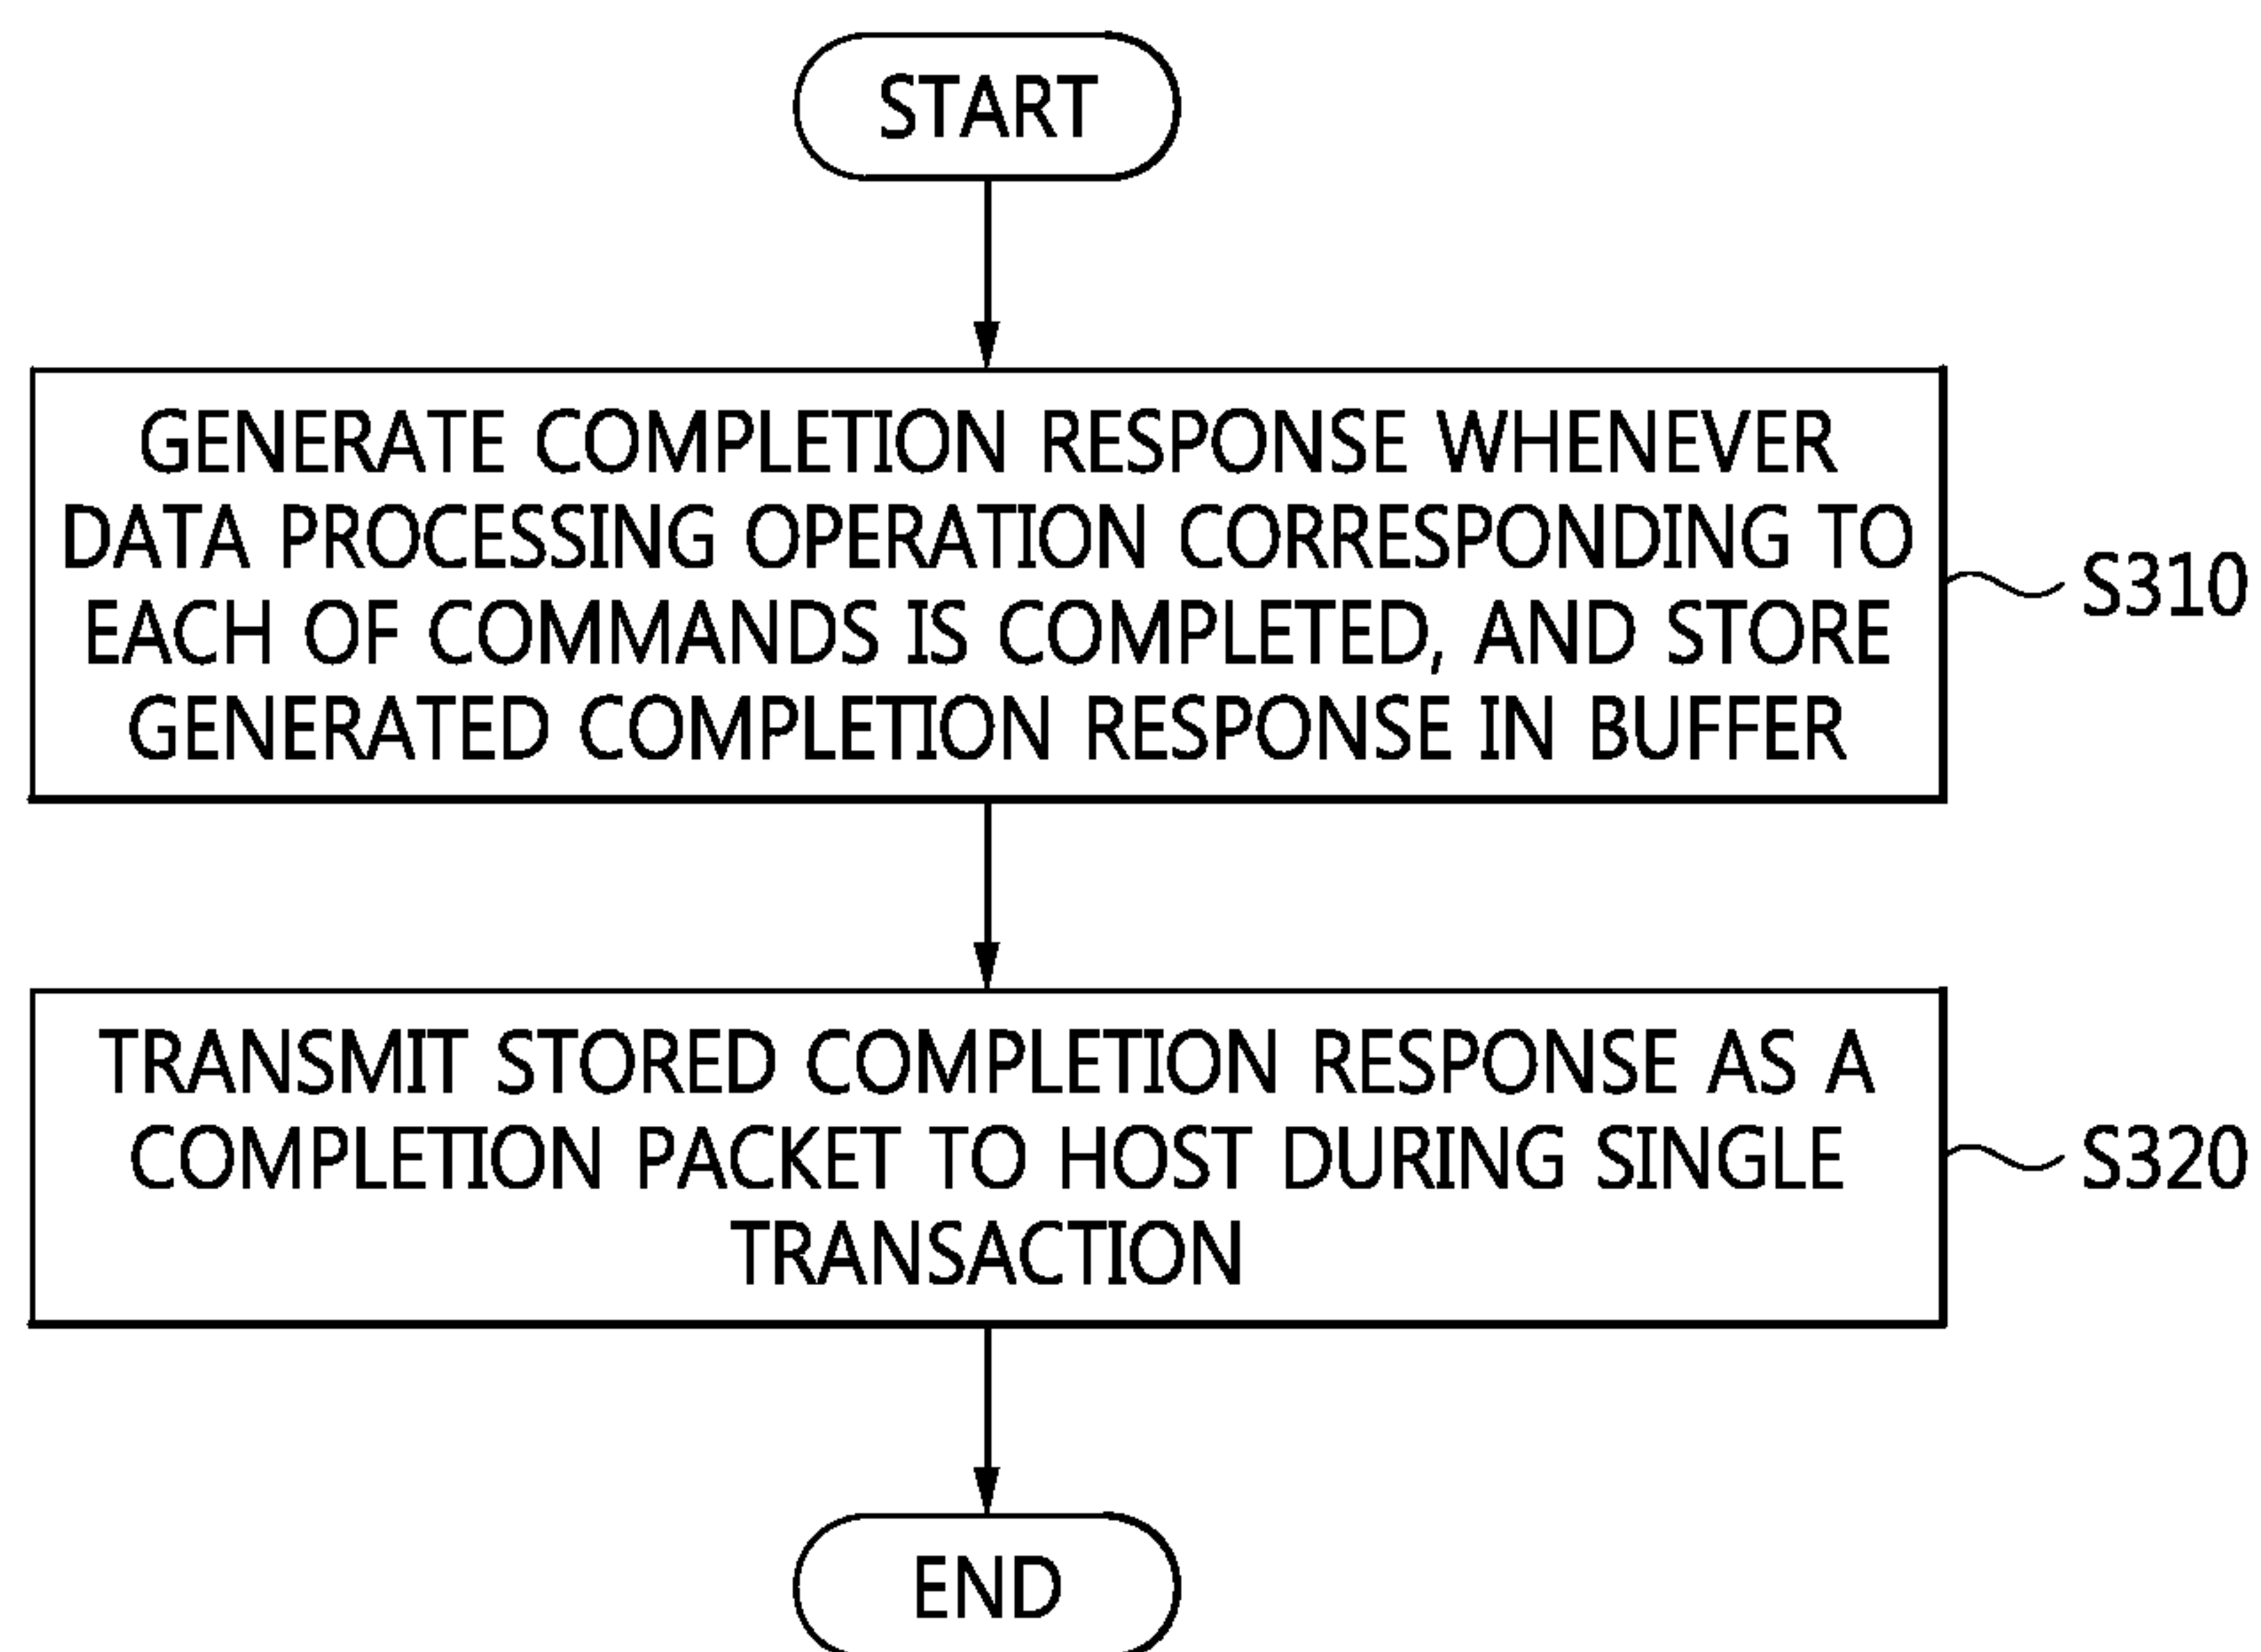 START
GENERATE COMPLETION RESPONSE WHENEVER
DATA PROCESSING OPERATION CORRESPONDING TO
EACH OF COMMANDS IS COMPLETED, AND STORE
GENERATED COMPLETION RESPONSE IN BUFFER
S310
TRANSMIT STORED COMPLETION RESPONSE AS A
COMPLETION PACKET TO HOST DURING SINGLE
TRANSACTION
S320
END